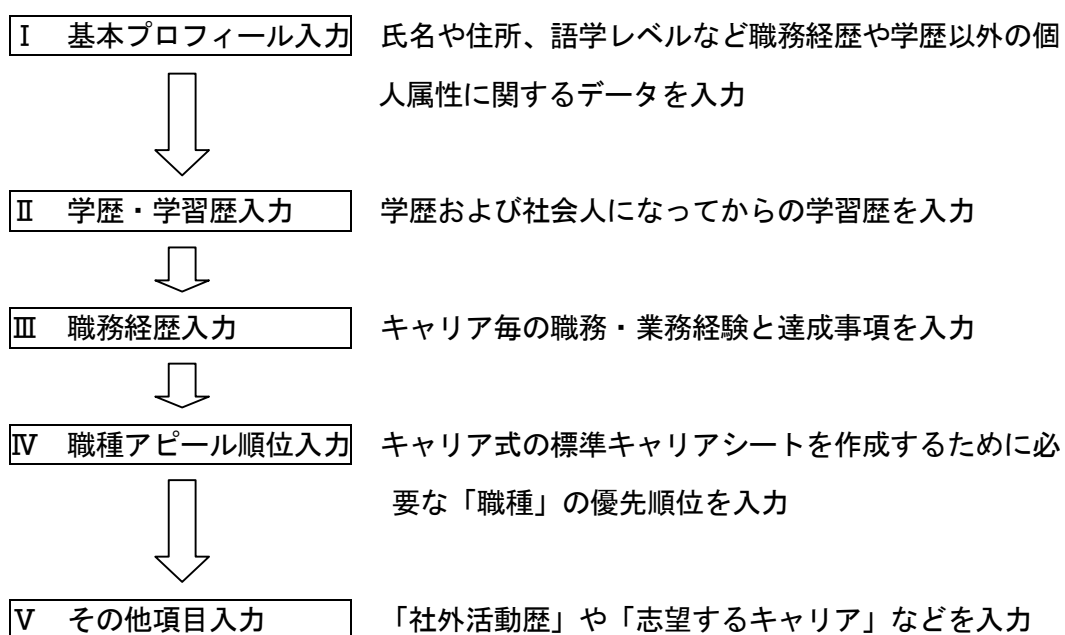 Ⅰ 基本プロフィール入力 氏名や住所、語学レベルなど職務経歴や学歴以外の個
人属性に関するデータを入力
Ⅱ 学歴・学習歴入力 学歴および社会人になってからの学習歴を入力
Ⅲ 職務経歴入力 キャリア毎の職務・業務経験と達成事項を入力
Ⅳ 職種アピール順位入力 キャリア式の標準キャリアシートを作成するために必
要な「職種」の優先順位を入力
Ⅴ その他項目入力 「社外活動歴」や「志望するキャリア」などを入力